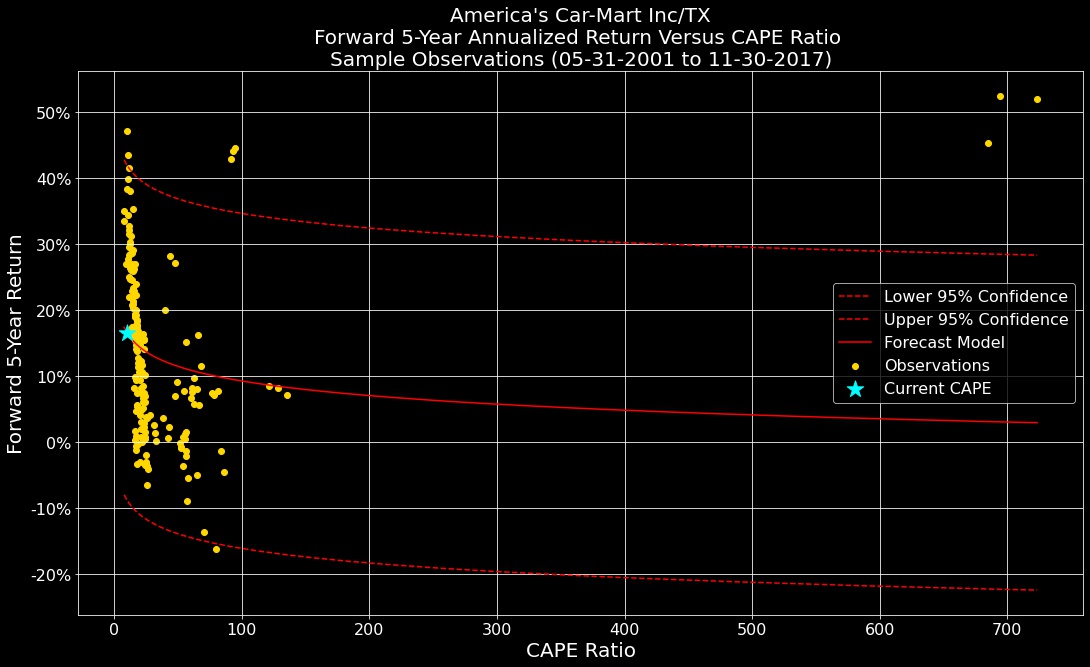 America's Car-Mart Inc/TX
Forward 5-Year Annualized Return Versus CAPE Ratio
Sample Observations (05-31-2001 to 11-30-2017)
Forward 5-Year Return
50%
40%
30%
20%
10%
0%
-10%
-20%
Lower 95% Confidence
Upper 95% Confidence
Forecast Model
Observations
Current CAPE
0 100 200 300 400 500 600 700
CAPE Ratio